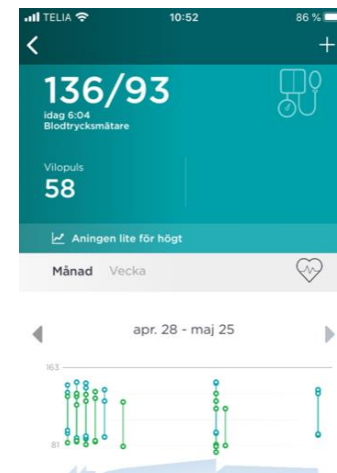 TELIA 10:52 86 %
136/93
idag 6:04
Blodtrycksmätare
Vilopuls
58
Aningen lite för högt
Månad Vecka
apr. 28 - maj 25
163
81